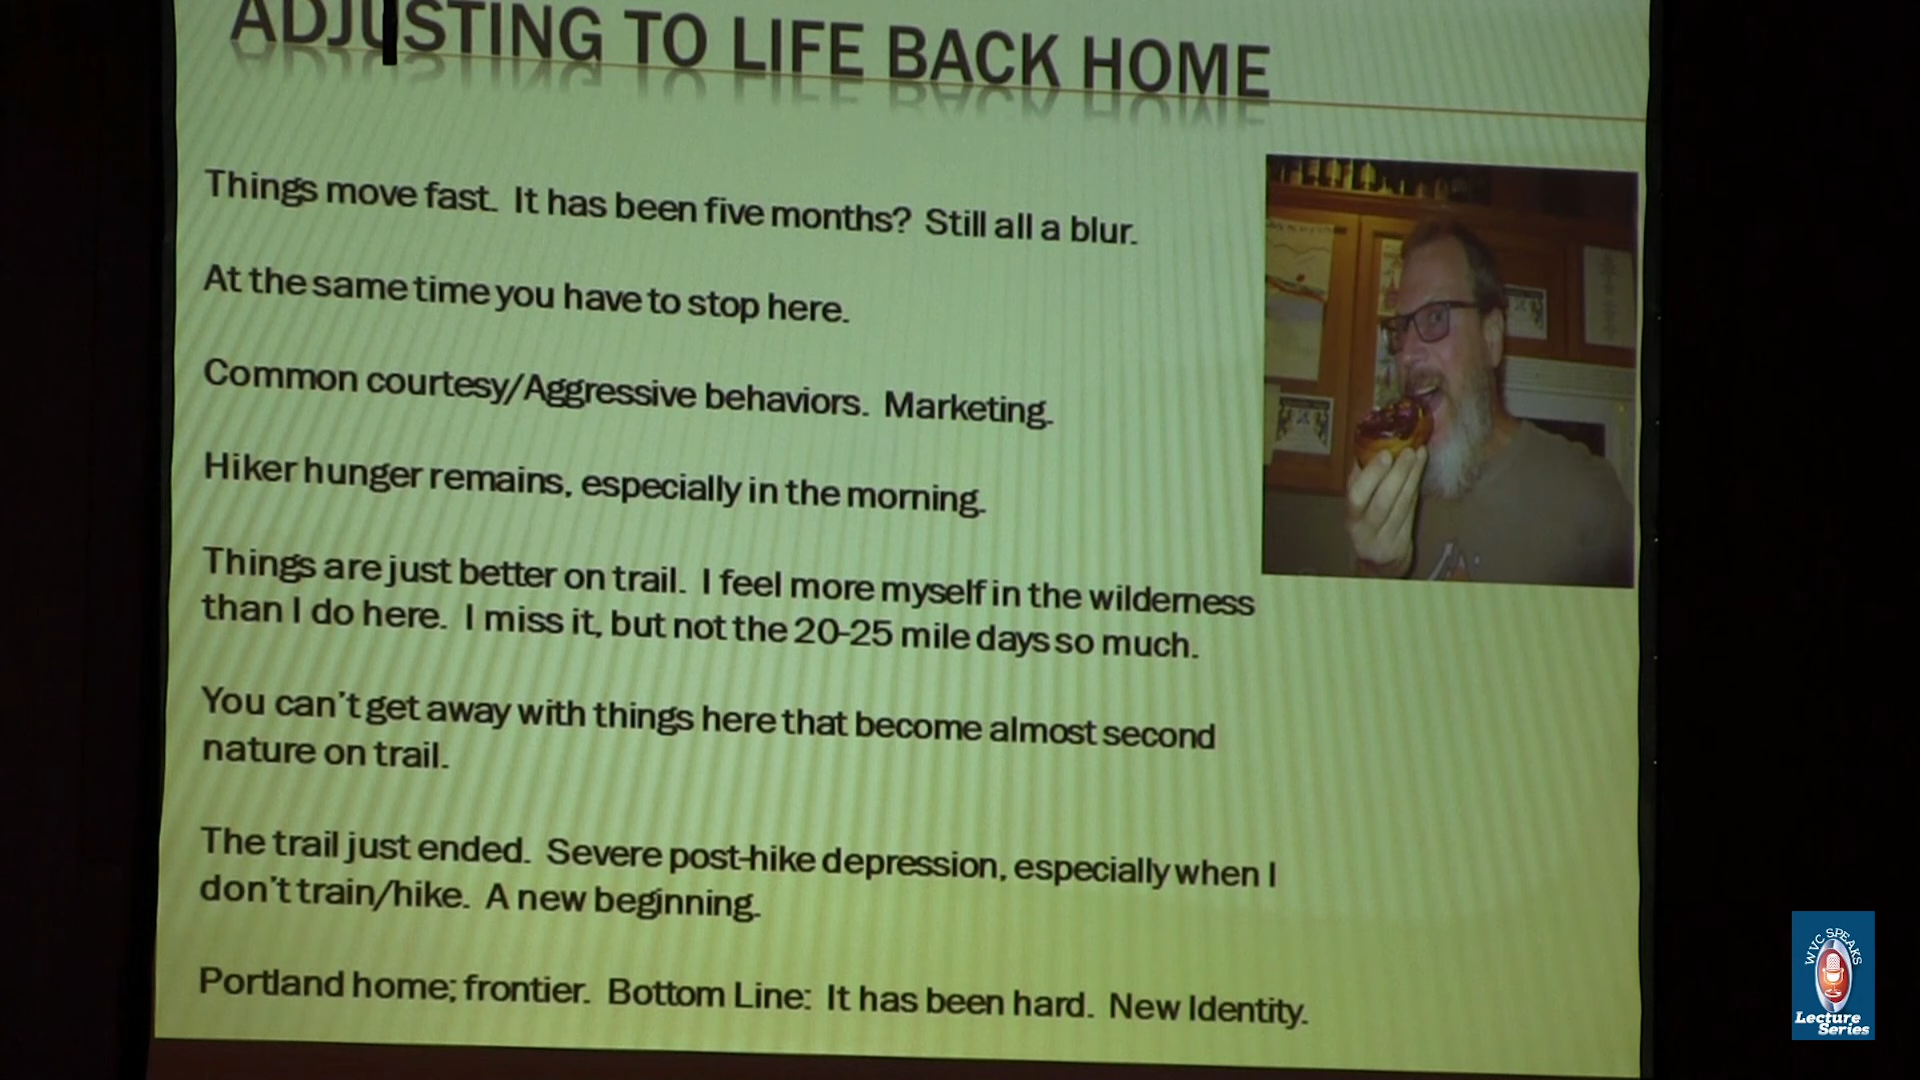 ADJUSTING TO LIFE BACK HOME
Things move fast. It has been five months? Still all a blur.
At the same time you have to stop here.
Common courtesy/Aggressive behaviors. Marketing.
Hiker hunger remains, especially in the morning.
Things are just better on trail. I feel more myself in the wilderness
than I do here. I miss it, but not the 20-25 mile days so much.
You can't get away with things here that become almost second
nature on trail.
The trail just ended. Severe post-hike depression, especially when I
don't train/hike. A new beginning.
Portland home; frontier. Bottom Line: It has been hard. New Identity.
WVC SPEAKS
Lecture
Series